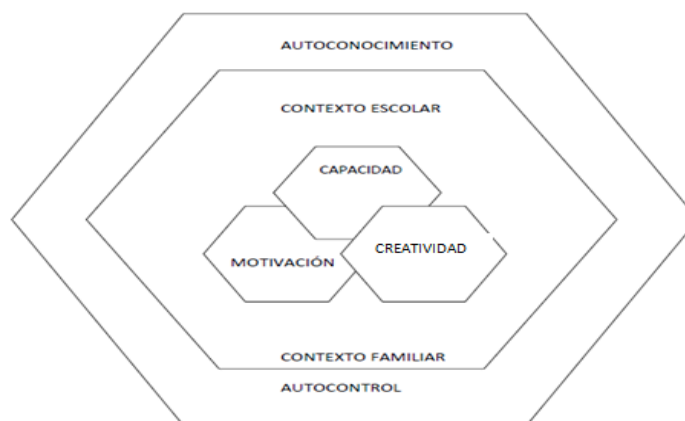 AUTOCONOCIMIENTO
CONTEXTO ESCOLAR
CAPACIDAD
CREATIVIDAD
MOTIVACIÓN
CONTEXTO FAMILIAR
AUTOCONTROL